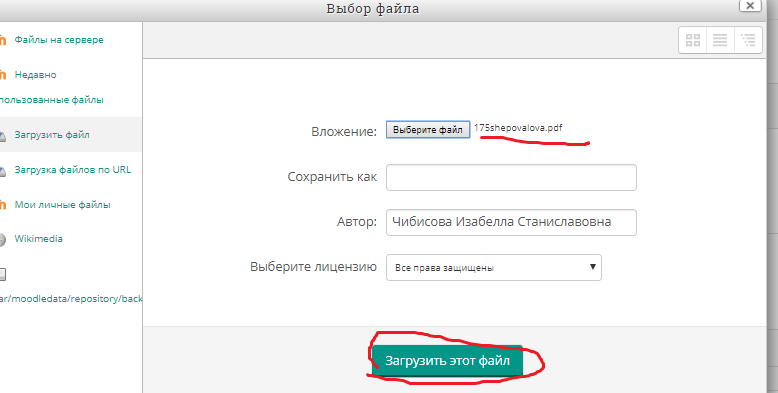 Выбор файла
Файлы на сервере
Недавно
пользованные файлы
Загрузить файл
Загрузка файлов по URL
Мои личные файлы
Wikimedia
ar/moodledata/repository/back
Вложение:
Выберите файл 175shepovalova.pdf
Сохранить как
Автор:
Чибисова Изабелла Станиславовна
Выберите лицензию
Все права защищены
Загрузить этот файл